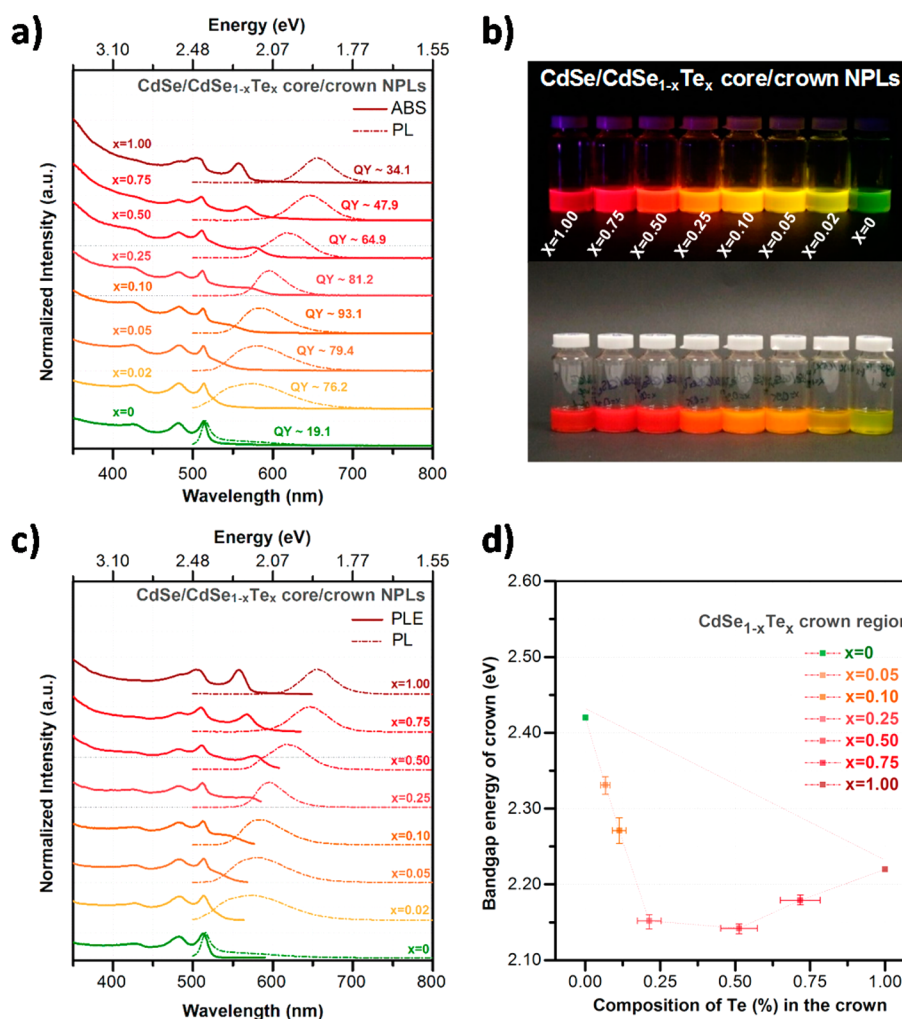 a)
Energy (eV)
3.10 2.48 2.07 1.77 1.55
CdSe/CdSe1-xTex core/crown NPLs
ABS
PL
x=1.00
QY ~ 34.1
x=0.75
QY ~ 47.9
x=0.50
QY ~ 64.9
x=0.25
QY ~ 81.2
x=0.10
QY ~ 93.1
x=0.05
QY ~ 79.4
x=0.02
QY ~ 76.2
x=0
QY ~ 19.1
Normalized Intensity (a.u.)
400 500 600 700 800
Wavelength (nm)
b)
CdSe/CdSe1-xTex core/crown NPLs
X=1.00 X=0.75 X=0.50 X=0.25 X=0.10 X=0.05 X=0.02 X=0
c)
Energy (eV)
3.10 2.48 2.07 1.77 1.55
CdSe/CdSe1-xTex core/crown NPLs
PLE
PL
x=1.00
x=0.75
x=0.50
x=0.25
x=0.10
x=0.05
x=0.02
x=0
Normalized Intensity (a.u.)
400 500 600 700 800
Wavelength (nm)
d)
2.60
2.50
2.40
2.30
2.20
2.10
Bandgap energy of crown (eV)
CdSe1-xTex crown region
x=0
x=0.05
x=0.10
x=0.25
x=0.50
x=0.75
x=1.00
0.00 0.25 0.50 0.75 1.00
Composition of Te (%) in the crown